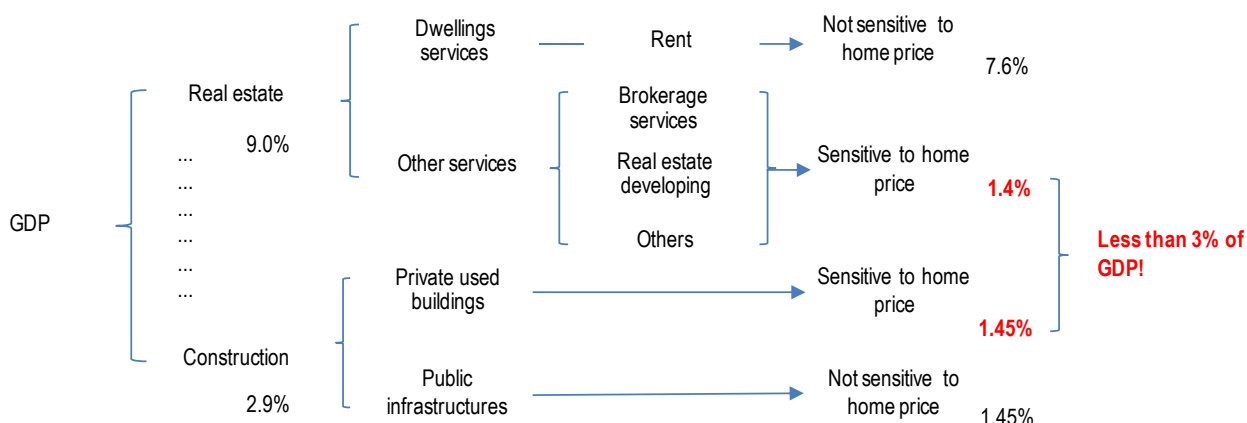 Dwellings
services
Rent
Not sensitive to
home price
7.6%
Real estate
9.0%
Brokerage
services
Other services
Real estate
developing
Sensitive to home
price
1.4%
Others
...
...
...
...
...
...
GDP
Less than 3% of
GDP!
Private used
buildings
Sensitive to home
price
1.45%
Construction
2.9%
Public
infrastructures
Not sensitive to
home price
1.45%